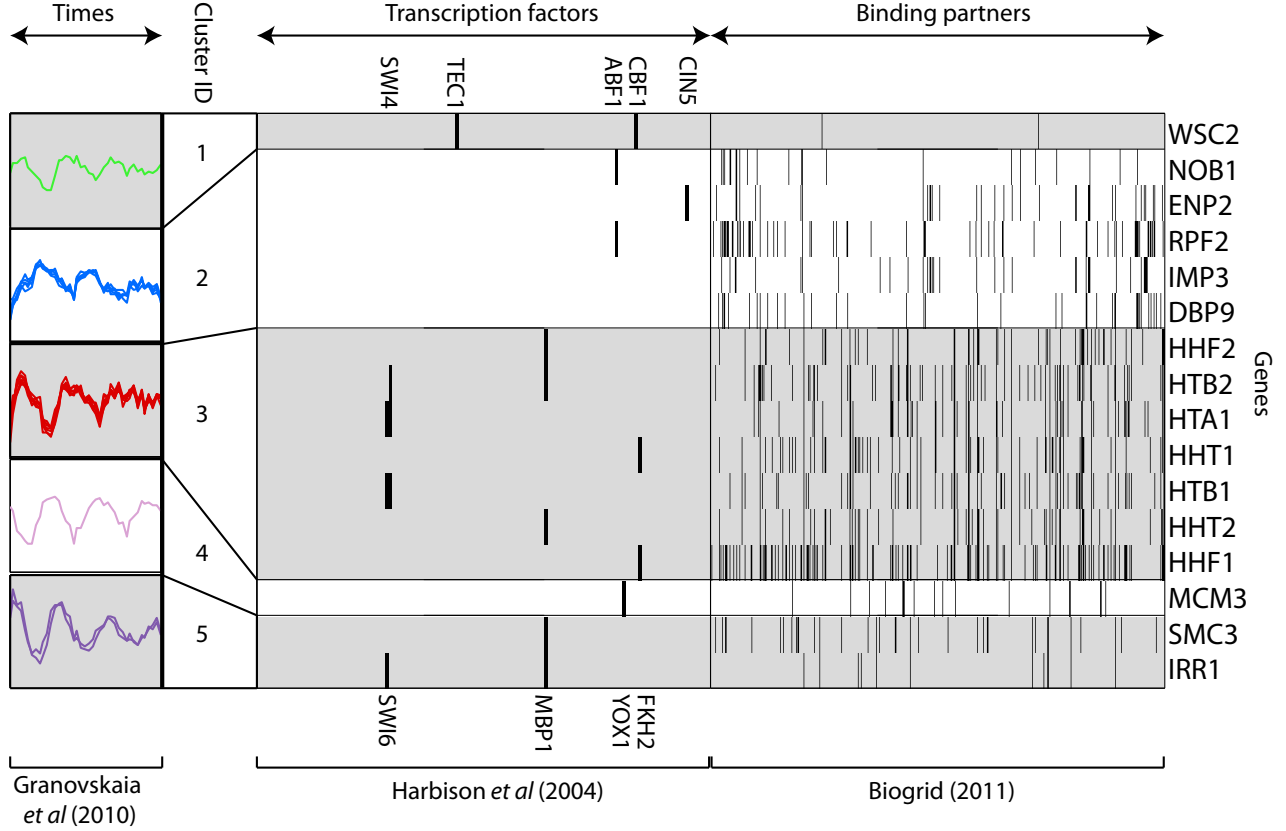 Times
Transcription factors
Binding partners
Cluster ID
SWI4
TEC1
ABF1
CBF1
CIN5
1
2
3
4
5
WSC2
NOB1
ENP2
RPF2
IMP3
DBP9
HHF2
HTB2
HTA1
HHT1
HTB1
HHT2
HHF1
MCM3
SMC3
IRR1
Genes
SWI6
MBP1
YOX1
FKH2
Granovskaia
et al (2010)
Harbison et al (2004)
Biogrid (2011)